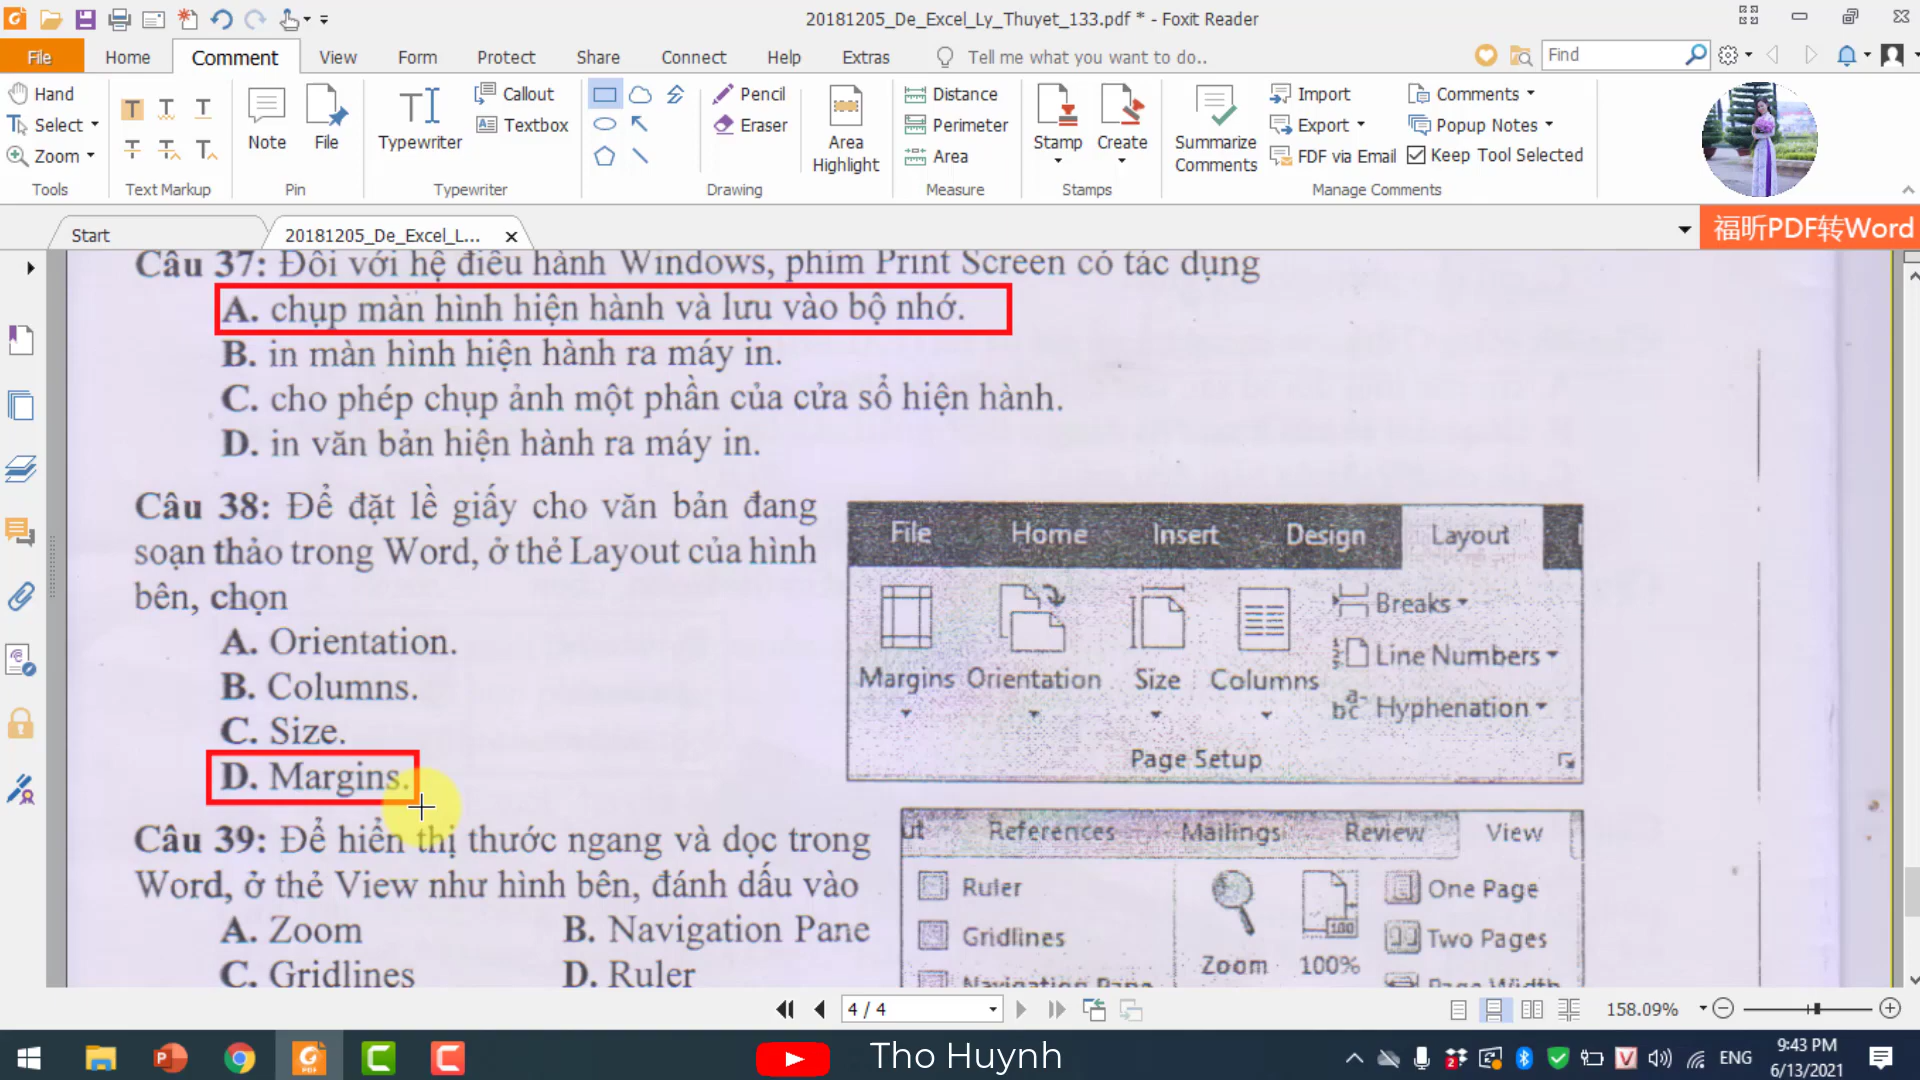 20181205_De_Excel_Ly_Thuyet_133.pdf * - Foxit Reader
File Home Comment View Form Protect Share Connect Help Extras Tell me what you want to do.. Find
Hand
Select
Zoom
Tools
Text Markup
Note
File
Pin
Typewriter
Callout
Textbox
Typewriter
Pencil
Eraser
Drawing
Area Highlight
Distance
Perimeter
Area
Measure
Stamp
Create
Stamps
Summarize Comments
Import
Export
FDF via Email
Comments
Popup Notes
Keep Tool Selected
Manage Comments
Start
20181205_De_Excel_L...
福昕PDF转Word
Câu 37: Đối với hệ điều hành Windows, phím Print Screen có tác dụng
A. chụp màn hình hiện hành và lưu vào bộ nhớ.
B. in màn hình hiện hành ra máy in.
C. cho phép chụp ảnh một phần của cửa sổ hiện hành.
D. in văn bản hiện hành ra máy in.
Câu 38: Để đặt lề giấy cho văn bản đang
soạn thảo trong Word, ở thẻ Layout của hình
bên, chọn
A. Orientation.
B. Columns.
C. Size.
D. Margins.
File Home Insert Design Layout
Margins Orientation Size Columns
Breaks
Line Numbers
Hyphenation
Page Setup
Câu 39: Để hiển thị thước ngang và dọc trong
Word, ở thẻ View như hình bên, đánh dấu vào
A. Zoom B. Navigation Pane
C. Gridlines D. Ruler
ut References Mailings Review View
Ruler
Gridlines
Navigation Pane
Zoom
100%
One Page
Two Pages
Page Width
4 / 4
158.09%
Tho Huynh
ENG
9:43 PM
6/13/2021